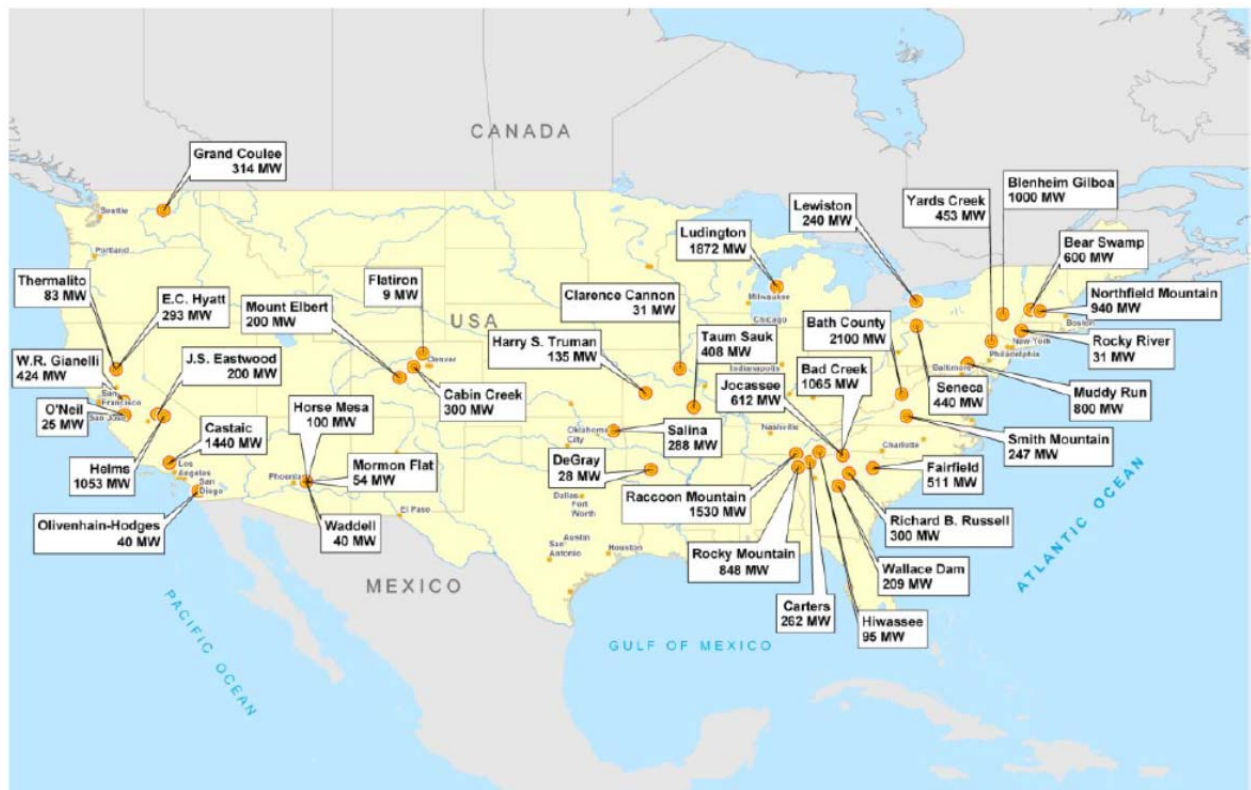 CANADA
Grand Coulee
314 MW
Blenheim Gilboa
1000 MW
Yards Creek
453 MW
Lewiston
240 MW
Ludington
1872 MW
Bear Swamp
600 MW
Seattle
Portland
Thermalito
83 MW
E.C. Hyatt
293 MW
Mount Elbert
200 MW
Flatiron
9 MW
Clarence Cannon
31 MW
Milwaukee
Chicago
Northfield Mountain
940 MW
Boston
USA
Harry S. Truman
135 MW
Taum Sauk
408 MW
Indianapolis
Bath County
2100 MW
New York
Philadelphia
Baltimore
Rocky River
31 MW
W.R. Gianelli
424 MW
J.S. Eastwood
200 MW
Denver
Cabin Creek
300 MW
Jocassee
612 MW
Bad Creek
1065 MW
Seneca
440 MW
Muddy Run
800 MW
San
Francisco
San Jose
O'Neil
25 MW
Horse Mesa
100 MW
Castaic
1440 MW
Oklahoma
City
Salina
288 MW
Nashville
Charlotte
Smith Mountain
247 MW
Helms
1053 MW
Los
Angeles
San
Diego
Phoenix
Mormon Flat
54 MW
DeGray
28 MW
Raccoon Mountain
1530 MW
Fairfield
511 MW
Olivenhain-Hodges
40 MW
Waddell
40 MW
El Paso
Dallas
Fort
Worth
Richard B. Russell
300 MW
Austin
San
Antonio
Houston
Rocky Mountain
848 MW
Wallace Dam
209 MW
MEXICO
Carters
262 MW
Hiwassee
95 MW
PACIFIC OCEAN
GULF OF MEXICO
ATLANTIC OCEAN